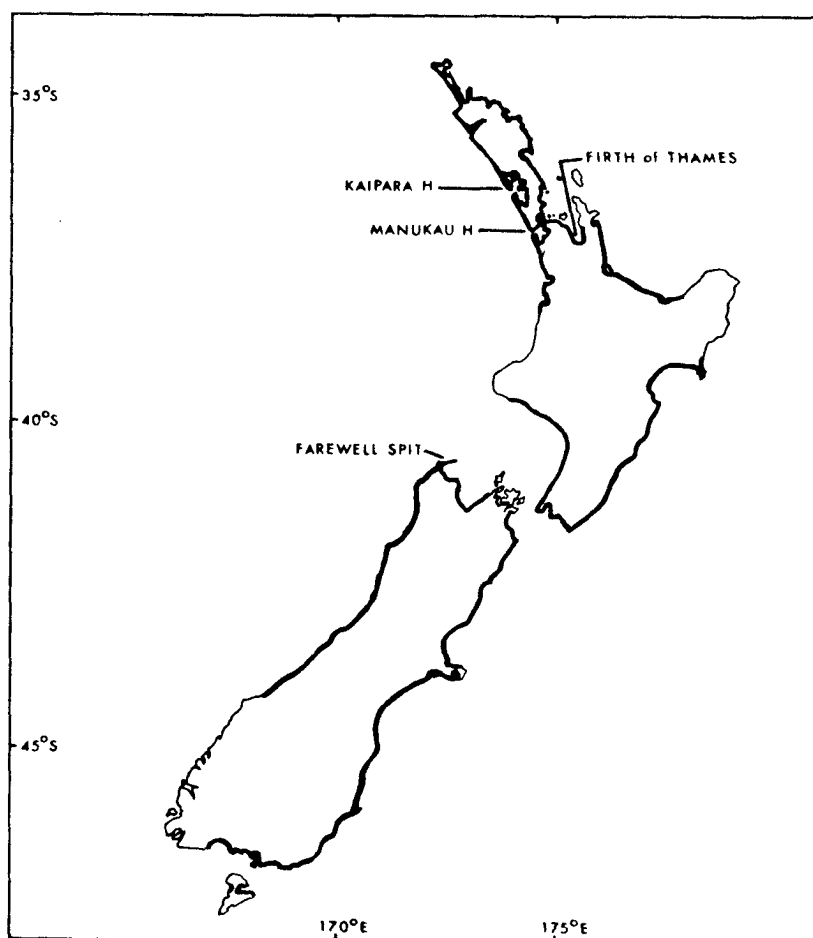 35°S
FIRTH of THAMES
KAIPARA H
MANUKAU H
40°S
FAREWELL SPIT
45°S
170°E
175°E